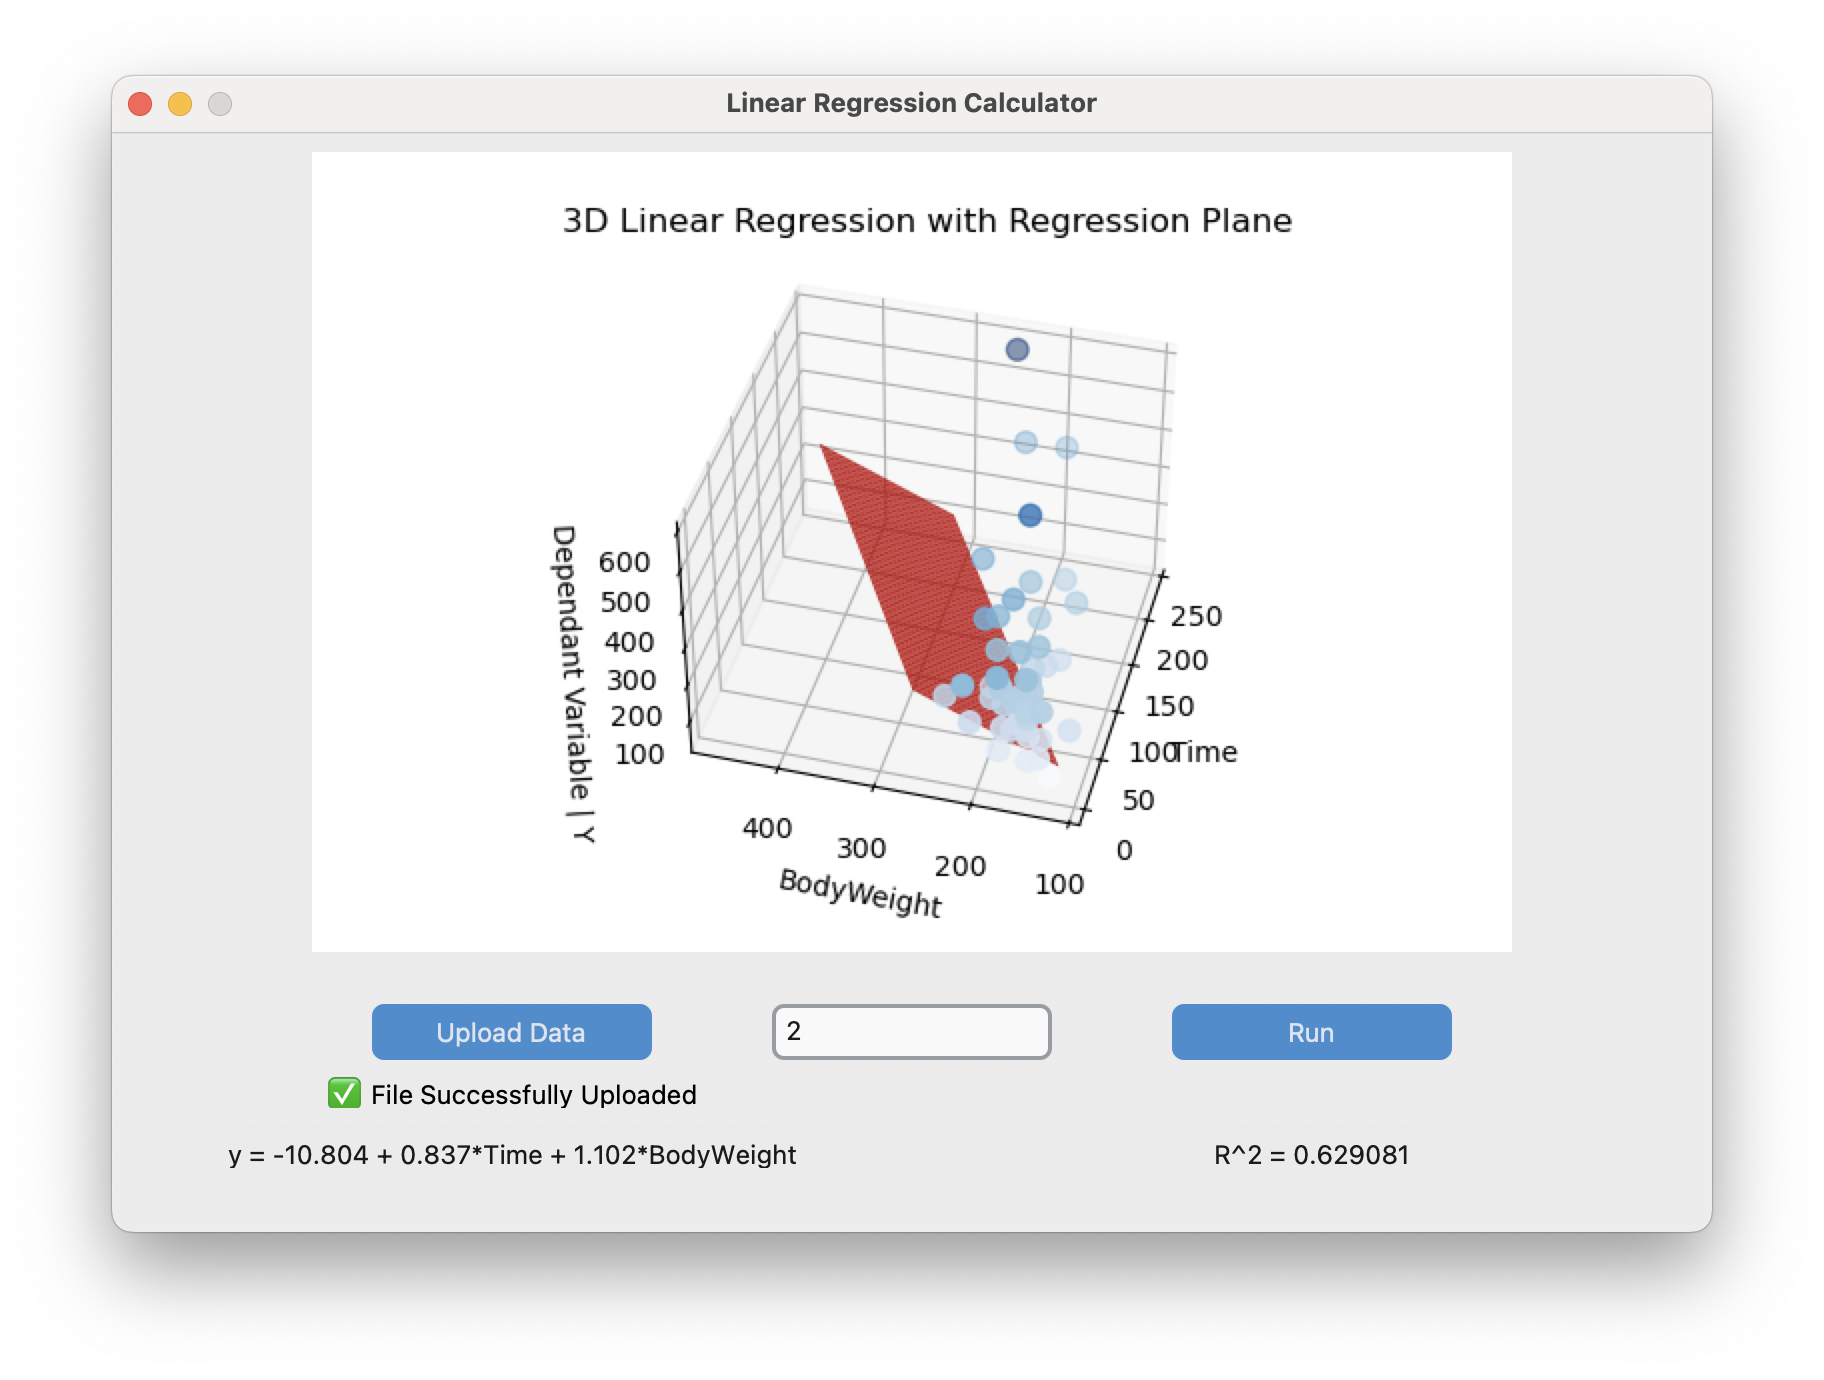 Linear Regression Calculator
3D Linear Regression with Regression Plane
Dependant Variable | Y
600
500
400
300
200
100
250
200
150
100
50
0
Time
400
300
200
100
BodyWeight
Upload Data
2
Run
✅ File Successfully Uploaded
y = -10.804 + 0.837*Time + 1.102*BodyWeight
R^2 = 0.629081